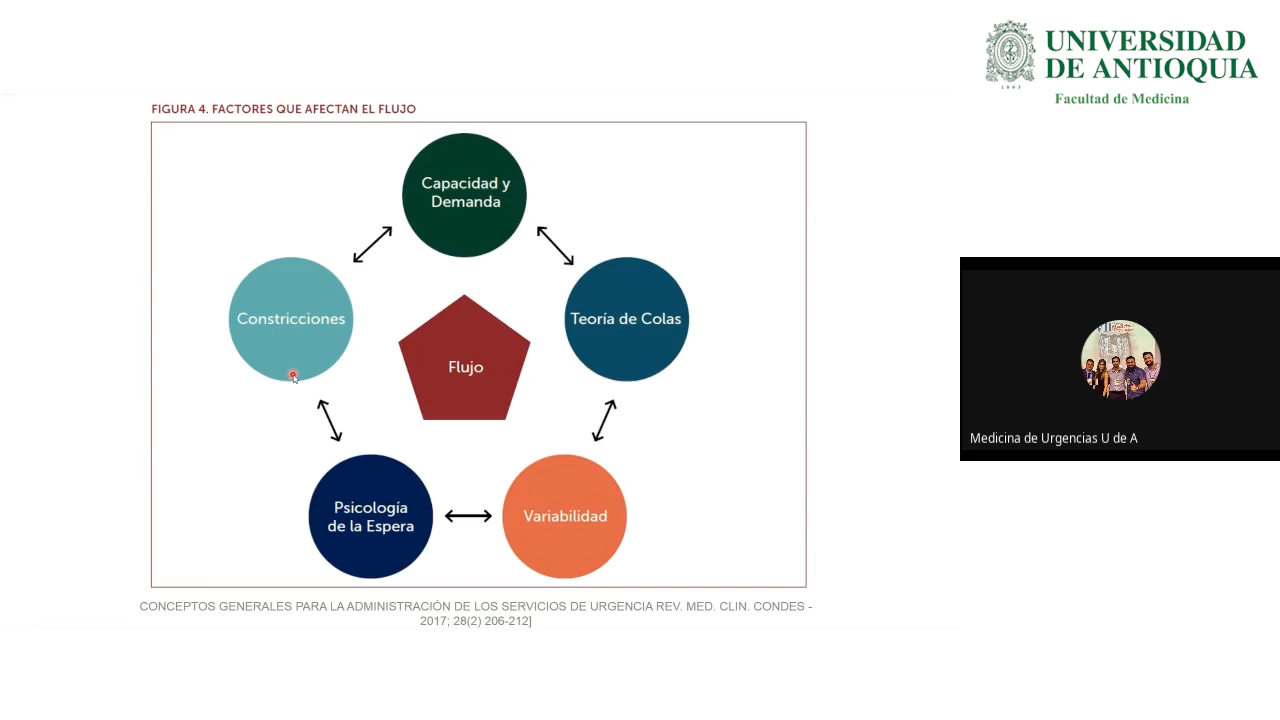 UNIVERSIDAD
DE ANTIOQUIA
1803
Facultad de Medicina
FIGURA 4. FACTORES QUE AFECTAN EL FLUJO
Capacidad y
Demanda
Constricciones
Teoría de Colas
Flujo
Psicología
de la Espera
Variabilidad
Medicina de Urgencias U de A
CONCEPTOS GENERALES PARA LA ADMINISTRACIÓN DE LOS SERVICIOS DE URGENCIA REV. MED. CLIN. CONDES -
2017; 28(2) 206-212]